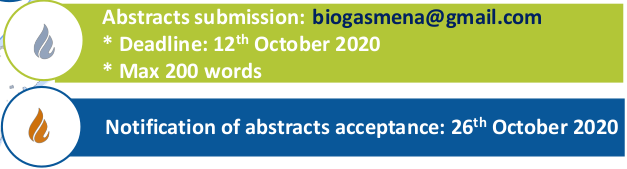 Abstracts submission: biogasmena@gmail.com
* Deadline: 12th October 2020
* Max 200 words
Notification of abstracts acceptance: 26th October 2020